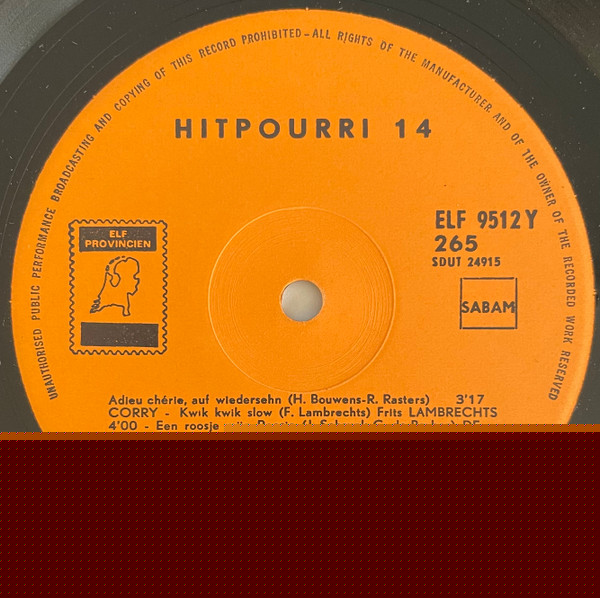 UNAUTHORISED PUBLIC PERFORMANCE BROADCASTING AND COPYING OF THIS RECORD PROHIBITED-ALL RIGHTS OF THE MANUFACTURER AND OF THE OWNER OF THE RECORDED WORK RESERVED
HITPOURRI 14
ELF
PROVINCIEN
ELF 9512Y
265
SDUT 24915
SABAM
Adieu chérie, auf wiedersehn (H. Bouwens-R. Rasters) 3'17
CORRY - Kwik kwik slow (F. Lambrechts) Frits LAMBRECHTS
4'00 - Een roosje